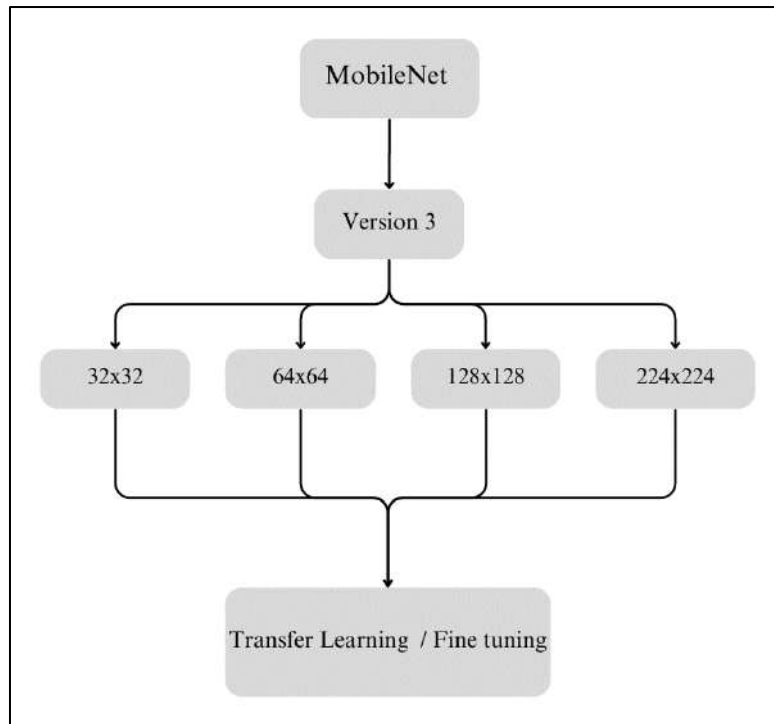 MobileNet
Version 3
32x32
64x64
128x128
224x224
Transfer Learning / Fine tuning